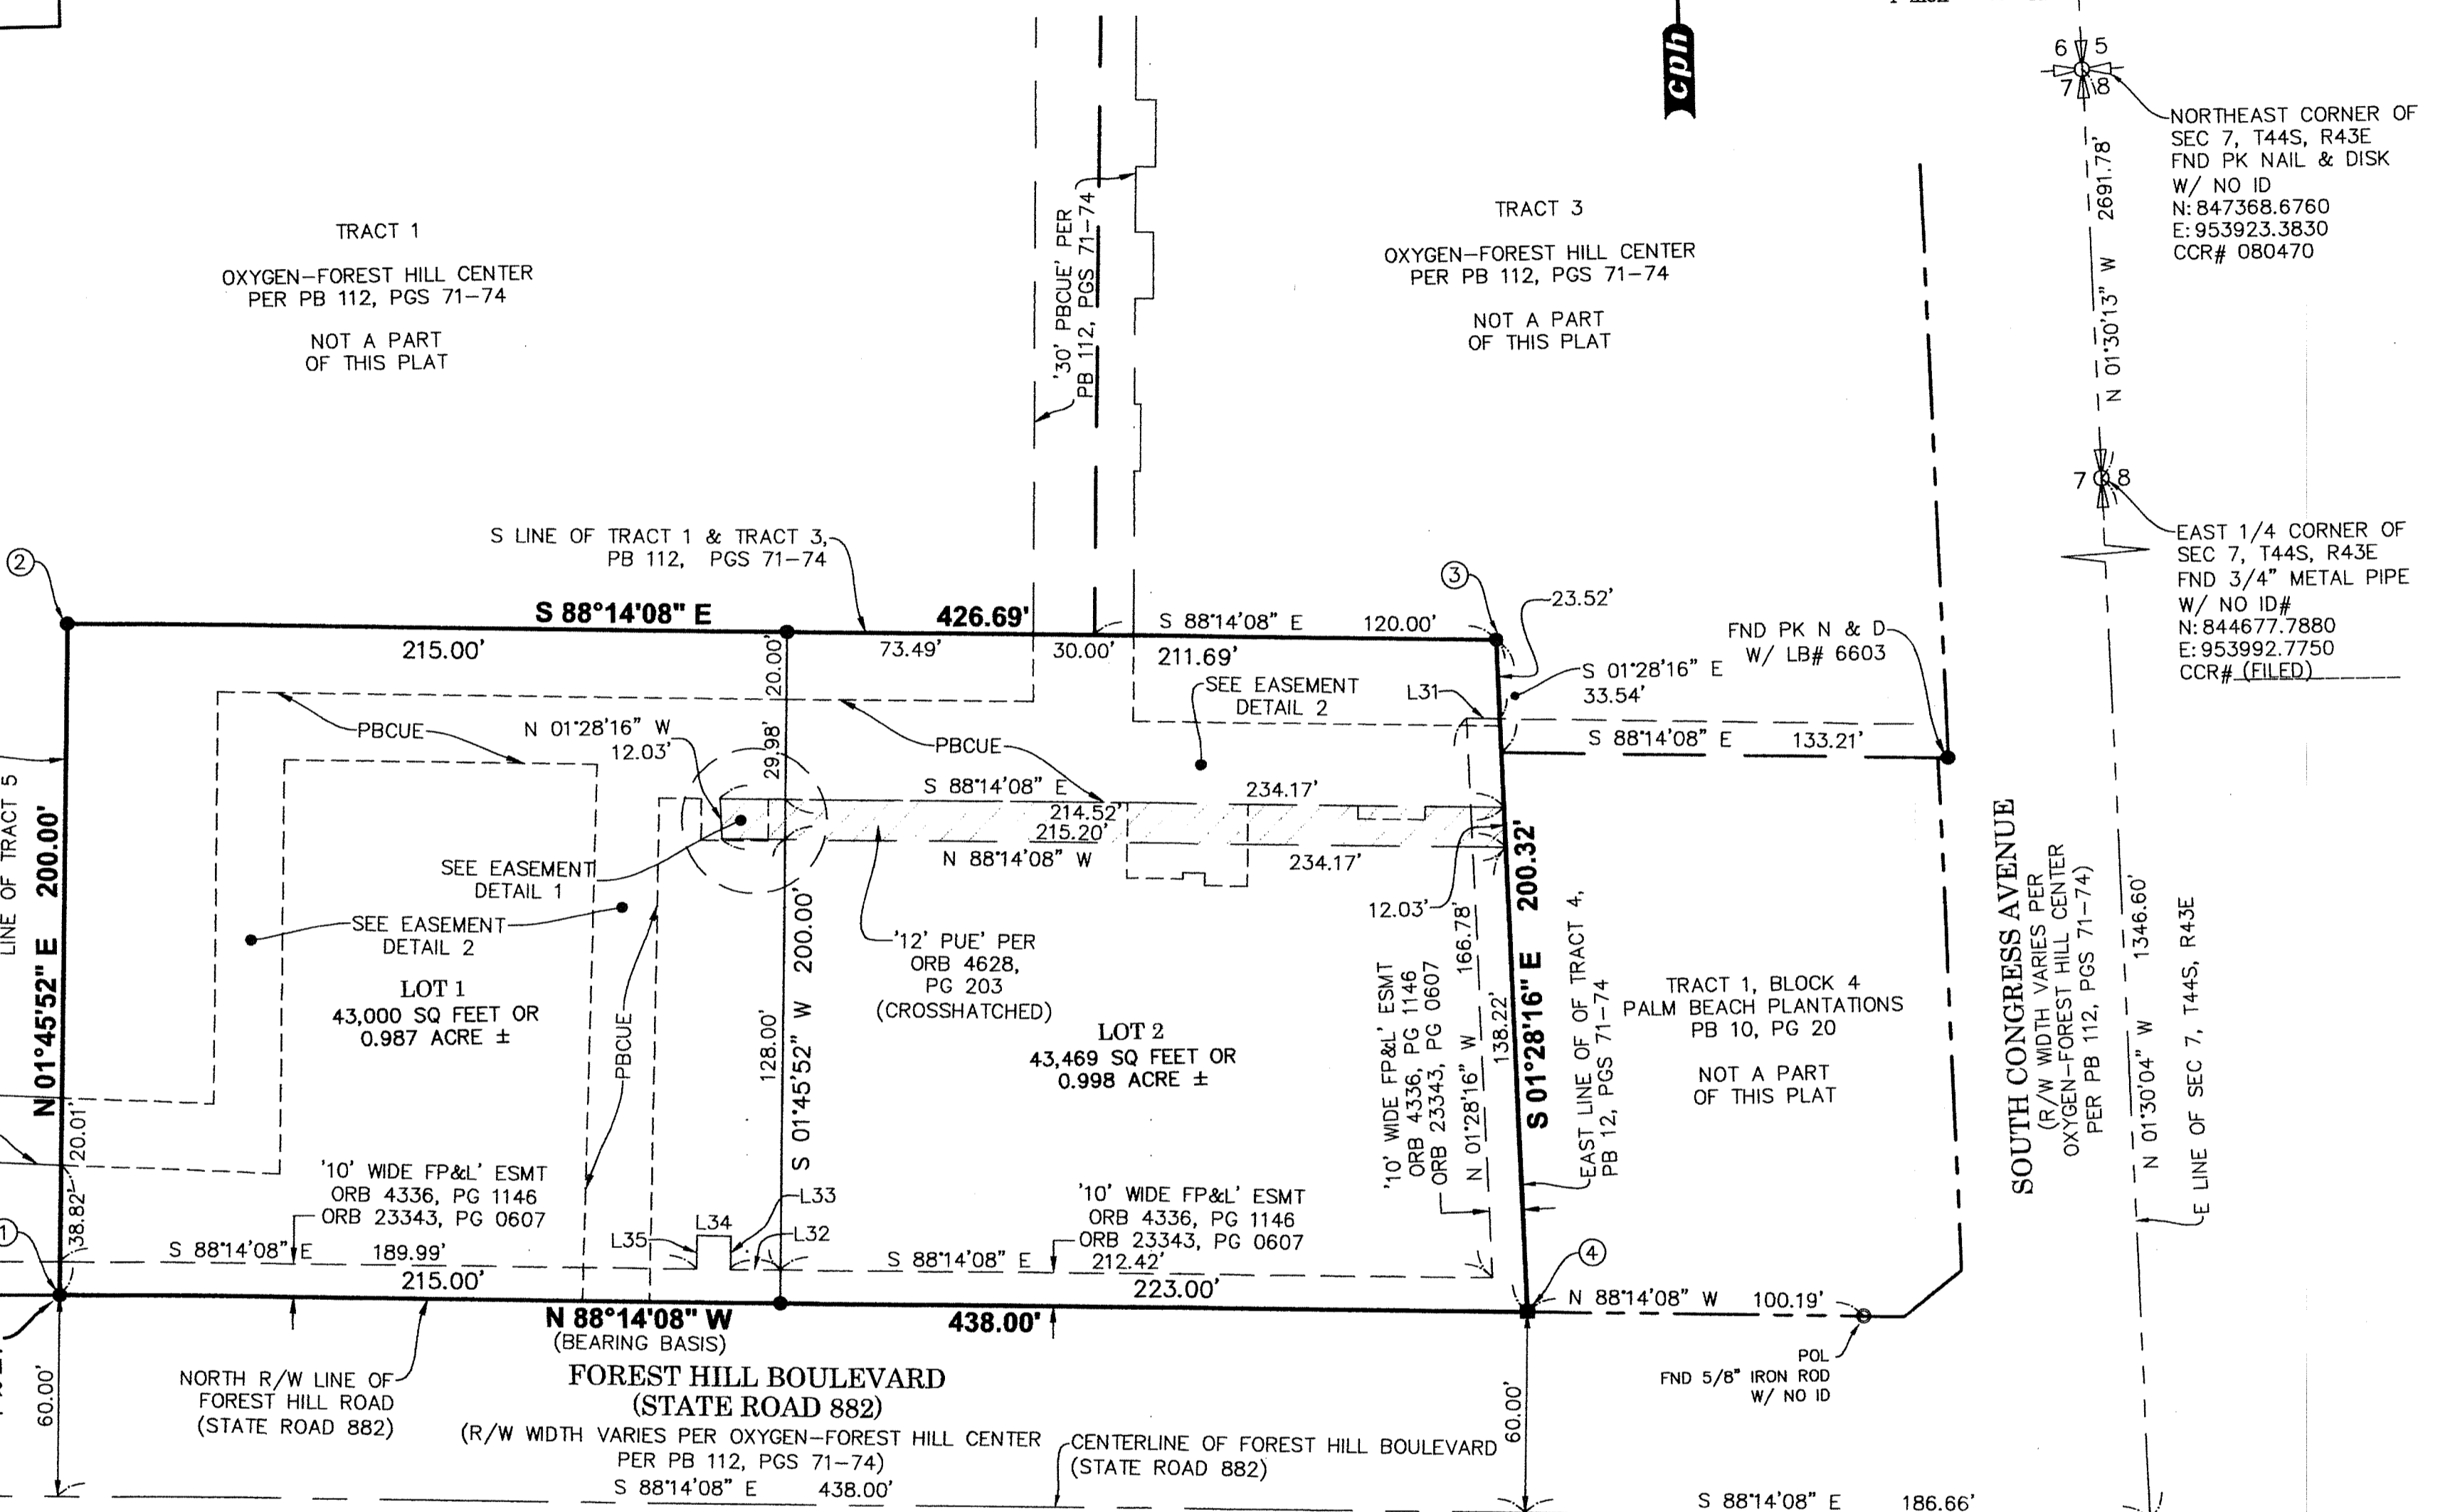 cph
6 5
7 8
NORTHEAST CORNER OF
SEC 7, T44S, R43E
FND PK NAIL & DISK
W/ NO ID
N: 847368.6760
E: 953923.3830
CCR# 080470
N 01°30'13" W 2691.78'
7 8
EAST 1/4 CORNER OF
SEC 7, T44S, R43E
FND 3/4" METAL PIPE
W/ NO ID#
N: 844677.7880
E: 953992.7750
CCR# (FILED)
TRACT 1
OXYGEN-FOREST HILL CENTER
PER PB 112, PGS 71-74
NOT A PART
OF THIS PLAT
'30' PBCUE' PER
PB 112, PGS 71-74
TRACT 3
OXYGEN-FOREST HILL CENTER
PER PB 112, PGS 71-74
NOT A PART
OF THIS PLAT
S LINE OF TRACT 1 & TRACT 3,
PB 112, PGS 71-74
2
3
S 88°14'08" E 426.69'
S 88°14'08" E 120.00'
215.00'
73.49'
30.00'
211.69'
20.00'
23.52'
FND PK N & D
W/ LB# 6603
S 01°28'16" E
33.54'
L31
S 88°14'08" E 133.21'
SEE EASEMENT
DETAIL 2
PBCUE
N 01°28'16" W
12.03'
29.98'
PBCUE
S 88°14'08" E 234.17'
214.52'
215.20'
N 88°14'08" W 234.17'
12.03'
LINE OF TRACT 5
N 01°45'52" E 200.00'
SEE EASEMENT
DETAIL 1
SEE EASEMENT
DETAIL 2
LOT 1
43,000 SQ FEET OR
0.987 ACRE ±
PBCUE
128.00'
S 01°45'52" W 200.00'
'12' PUE' PER
ORB 4628,
PG 203
(CROSSHATCHED)
LOT 2
43,469 SQ FEET OR
0.998 ACRE ±
'10' WIDE FP&L' ESMT
ORB 4336, PG 1146
ORB 23343, PG 0607
N 01°28'16" W 166.78'
138.22'
S 01°28'16" E 200.32'
EAST LINE OF TRACT 4,
PB 12, PGS 71-74
TRACT 1, BLOCK 4
PALM BEACH PLANTATIONS
PB 10, PG 20
NOT A PART
OF THIS PLAT
SOUTH CONGRESS AVENUE
(R/W WIDTH VARIES PER
OXYGEN-FOREST HILL CENTER
PER PB 112, PGS 71-74)
N 01°30'04" W 1346.60'
E LINE OF SEC 7, T44S, R43E
20.01'
38.82'
1
'10' WIDE FP&L' ESMT
ORB 4336, PG 1146
ORB 23343, PG 0607
L35
L34
L33
L32
'10' WIDE FP&L' ESMT
ORB 4336, PG 1146
ORB 23343, PG 0607
4
S 88°14'08" E 189.99'
S 88°14'08" E 212.42'
215.00'
223.00'
N 88°14'08" W 438.00'
(BEARING BASIS)
N 88°14'08" W 100.19'
POL
FND 5/8" IRON ROD
W/ NO ID
60.00'
NORTH R/W LINE OF
FOREST HILL ROAD
(STATE ROAD 882)
FOREST HILL BOULEVARD
(STATE ROAD 882)
(R/W WIDTH VARIES PER OXYGEN-FOREST HILL CENTER
PER PB 112, PGS 71-74)
CENTERLINE OF FOREST HILL BOULEVARD
(STATE ROAD 882)
60.00'
S 88°14'08" E 438.00'
S 88°14'08" E 186.66'